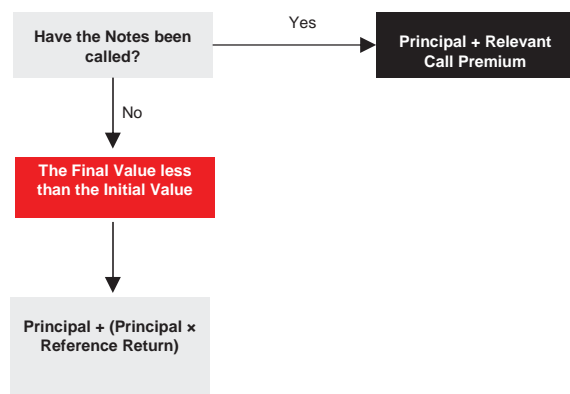 Have the Notes been
called?
Yes
Principal + Relevant
Call Premium
No
The Final Value less
than the Initial Value
Principal + (Principal ×
Reference Return)